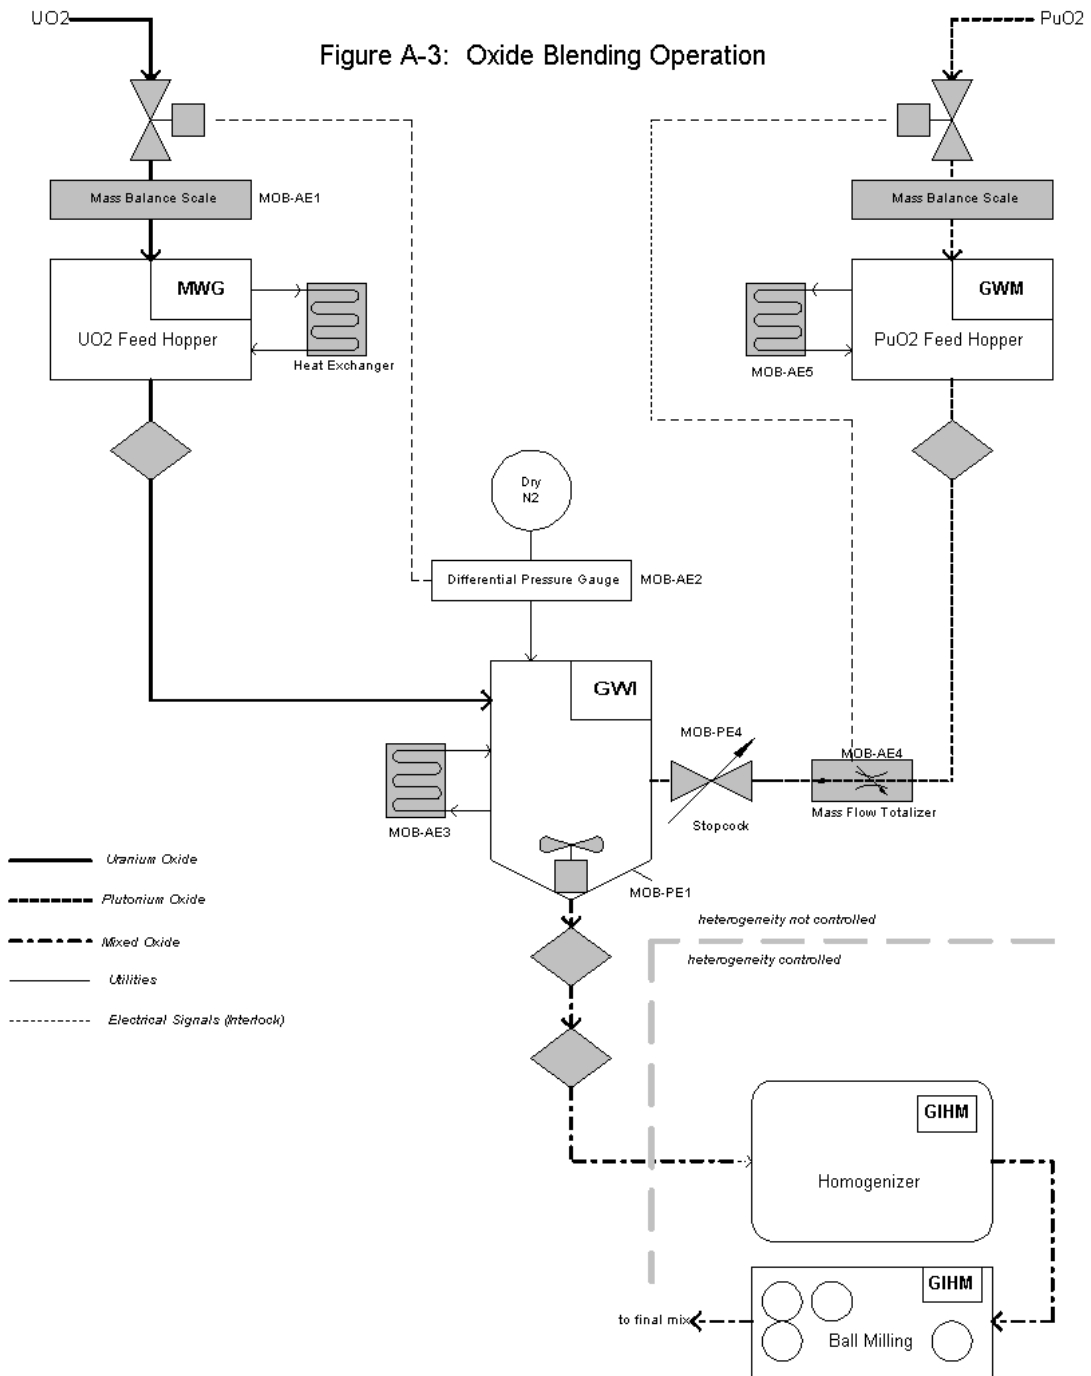 UO2
PuO2
Figure A-3: Oxide Blending Operation
Mass Balance Scale
MOB-AE1
Mass Balance Scale
MWG
UO2 Feed Hopper
Heat Exchanger
GWM
PuO2 Feed Hopper
MOB-AE5
Dry
N2
Differential Pressure Gauge
MOB-AE2
GWI
MOB-PE4
MOB-AE4
Stopcock
Mass Flow Totalizer
MOB-AE3
MOB-PE1
Uranium Oxide
Plutonium Oxide
Mixed Oxide
Utilities
Electrical Signals (Interlock)
heterogeneity not controlled
heterogeneity controlled
GIHM
Homogenizer
GIHM
to final mix
Ball Milling